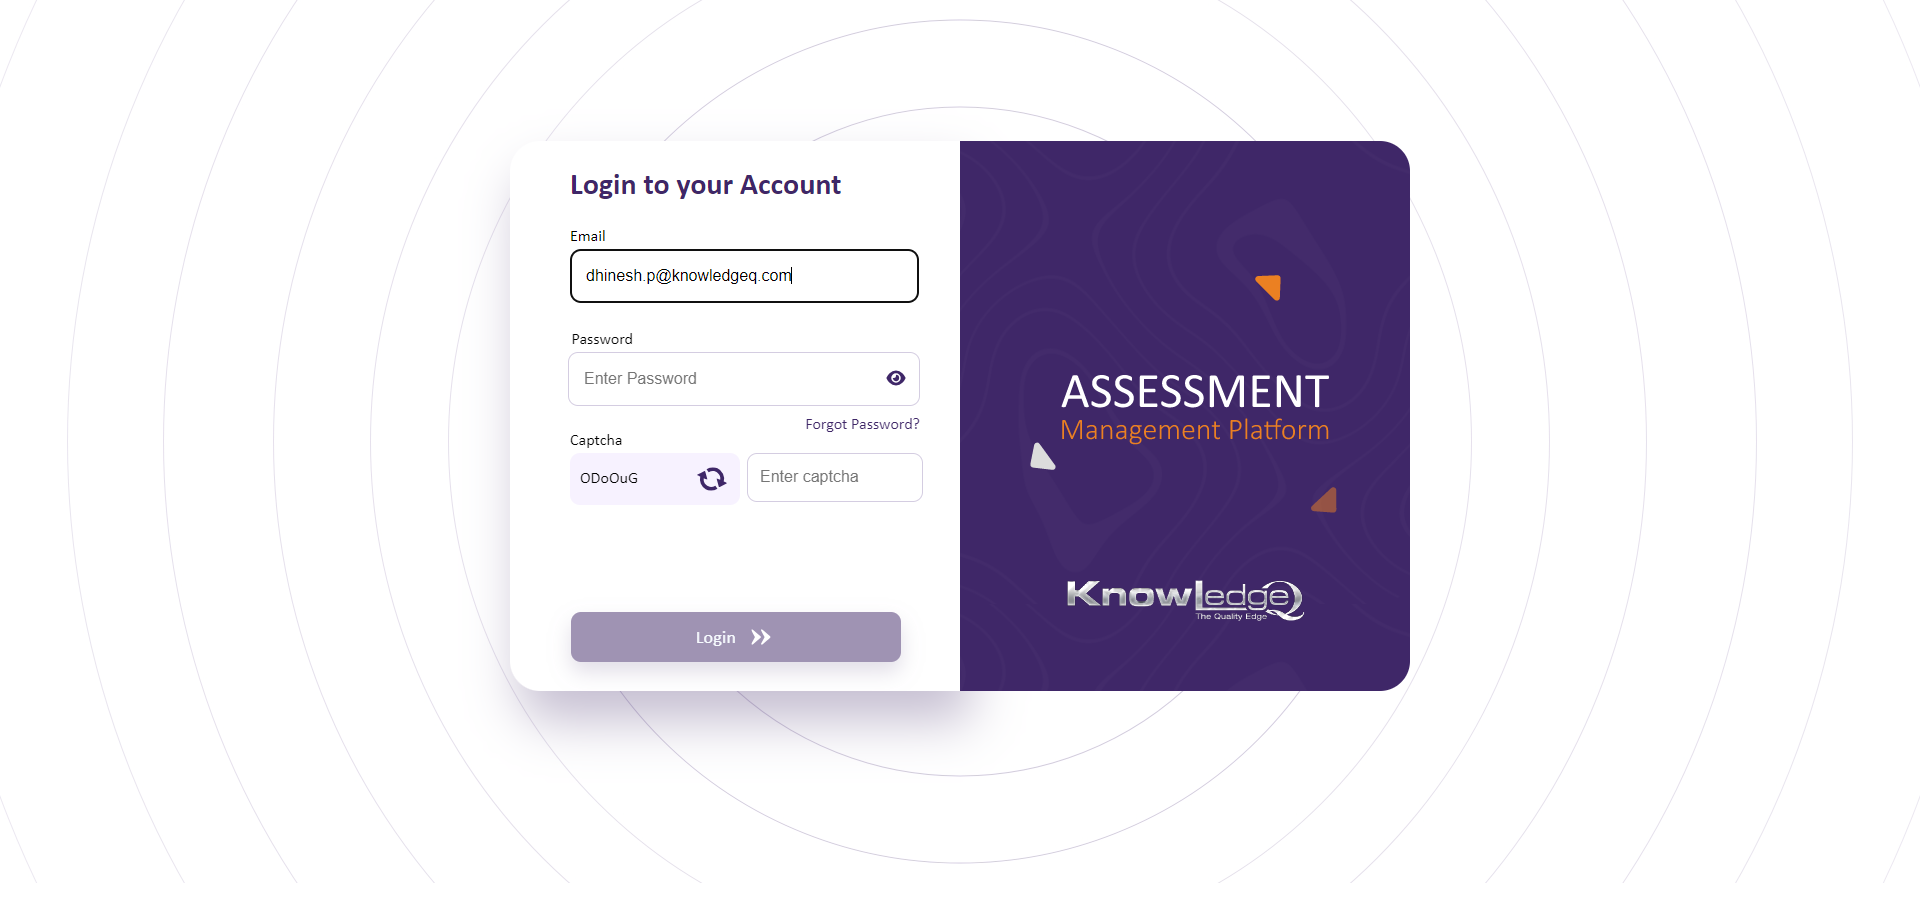 Login to your Account
Email
dhinesh.p@knowledgeq.com
Password
Enter Password
Forgot Password?
Captcha
ODoOuG
Enter captcha
Login
ASSESSMENT
Management Platform
KnowLedgeQ
The Quality Edge